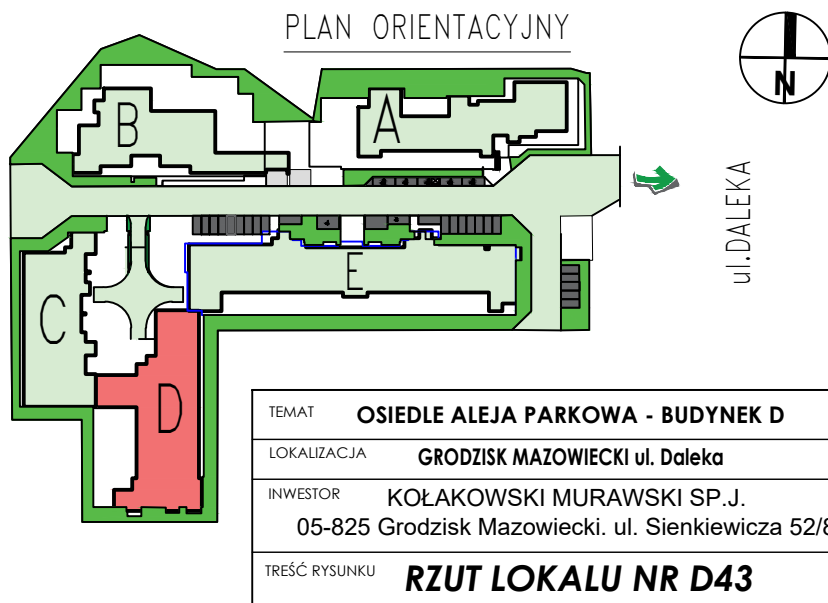 PLAN ORIENTACYJNY
N
B
A
ul.DALEKA
E
C
D
TEMAT OSIEDLE ALEJA PARKOWA - BUDYNEK D
LOKALIZACJA GRODZISK MAZOWIECKI ul. Daleka
INWESTOR KOŁAKOWSKI MURAWSKI SP.J.
05-825 Grodzisk Mazowiecki. ul. Sienkiewicza 52/8
TREŚĆ RYSUNKU RZUT LOKALU NR D43